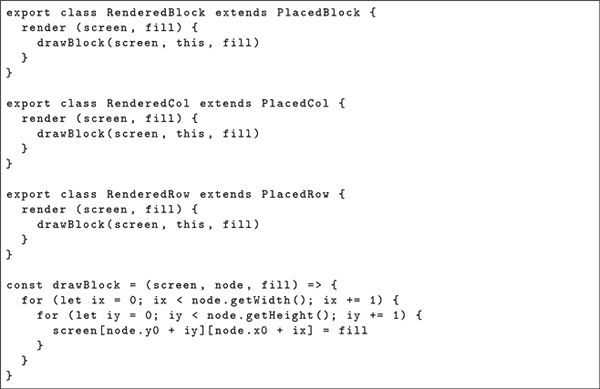 export class RenderedBlock extends PlacedBlock {
  render (screen, fill) {
    drawBlock(screen, this, fill)
  }
}

export class RenderedCol extends PlacedCol {
  render (screen, fill) {
    drawBlock(screen, this, fill)
  }
}

export class RenderedRow extends PlacedRow {
  render (screen, fill) {
    drawBlock(screen, this, fill)
  }
}

const drawBlock = (screen, node, fill) => {
  for (let ix = 0; ix < node.getWidth(); ix += 1) {
    for (let iy = 0; iy < node.getHeight(); iy += 1) {
      screen[node.y0 + iy][node.x0 + ix] = fill
    }
  }
}